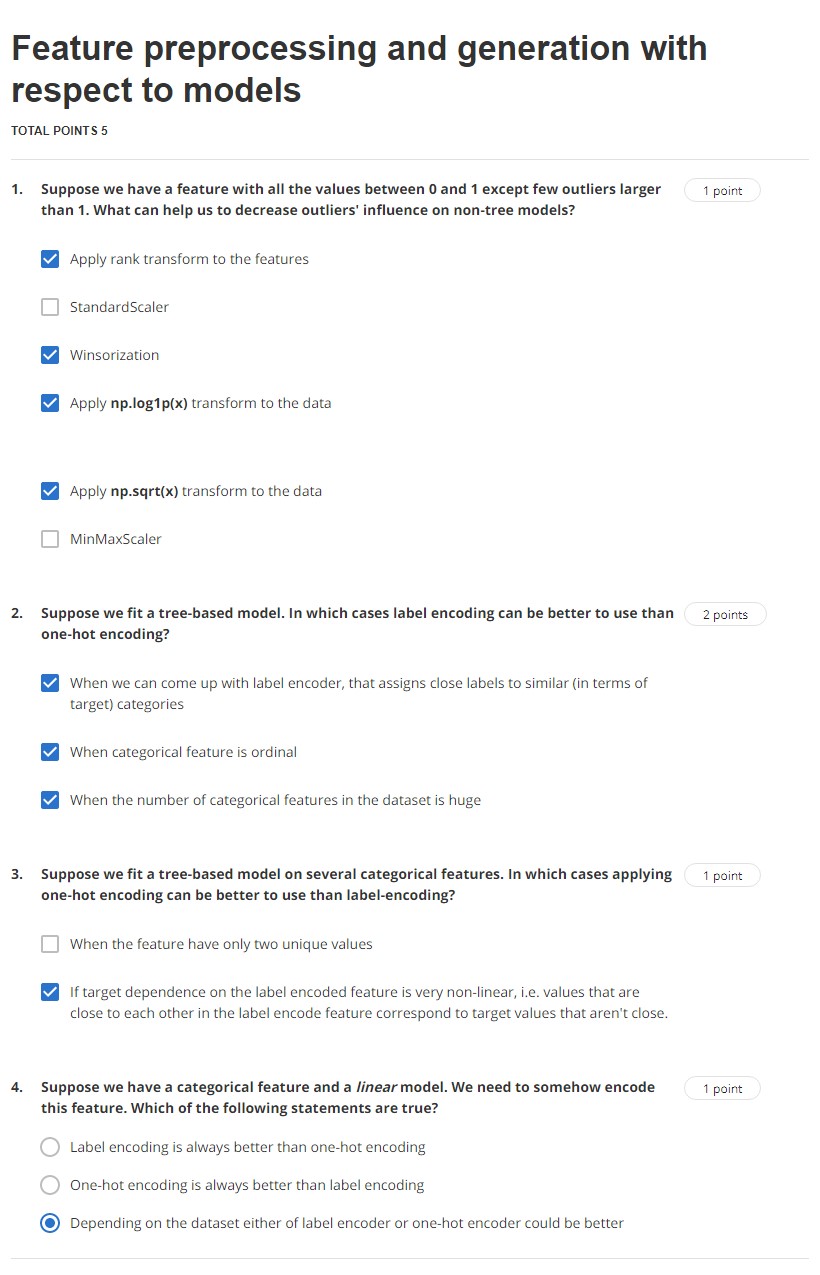 Feature preprocessing and generation with
respect to models
TOTAL POINTS 5
1. Suppose we have a feature with all the values between 0 and 1 except few outliers larger 1 point
than 1. What can help us to decrease outliers' influence on non-tree models?
Apply rank transform to the features
StandardScaler
Winsorization
Apply np.log1p(x) transform to the data
Apply np.sqrt(x) transform to the data
MinMaxScaler
2. Suppose we fit a tree-based model. In which cases label encoding can be better to use than 2 points
one-hot encoding?
When we can come up with label encoder, that assigns close labels to similar (in terms of
target) categories
When categorical feature is ordinal
When the number of categorical features in the dataset is huge
3. Suppose we fit a tree-based model on several categorical features. In which cases applying 1 point
one-hot encoding can be better to use than label-encoding?
When the feature have only two unique values
If target dependence on the label encoded feature is very non-linear, i.e. values that are
close to each other in the label encode feature correspond to target values that aren't close.
4. Suppose we have a categorical feature and a linear model. We need to somehow encode 1 point
this feature. Which of the following statements are true?
Label encoding is always better than one-hot encoding
One-hot encoding is always better than label encoding
Depending on the dataset either of label encoder or one-hot encoder could be better